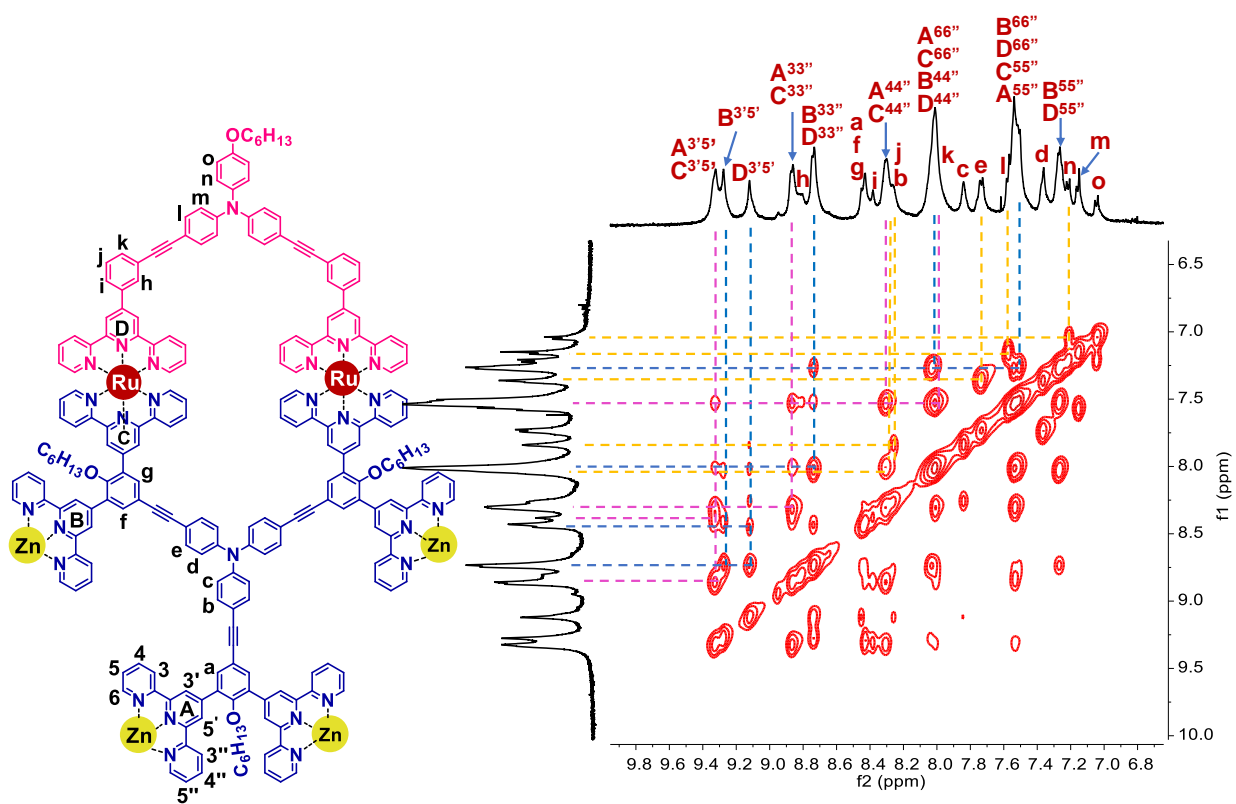 OC6H13
o
n
m
N
l
k
j
i
h
D
N
N
N
Ru
N
N
N
C
N
N
N
Ru
N
N
N
C6H13
O
g
OC6H13
N
B
N
Zn
N
f
e
d
N
c
b
N
N
Zn
N
a
4
5
3
6
3'
N
A
N
Zn
N
5'
O
C6H13
3''
4''
5''
N
N
Zn
N
A3'5'
C3'5'
B3'5'
D3'5'
A33''
C33''
h
B33''
D33''
a
f
g
i
A44''
C44''
j
b
A66''
C66''
B44''
D44''
k
c
e
B66''
D66''
C55''
A55''
l
d
B55''
D55''
n
m
o
6.5
7.0
7.5
8.0
8.5
9.0
9.5
10.0
f1 (ppm)
9.8 9.6 9.4 9.2 9.0 8.8 8.6 8.4 8.2 8.0 7.8 7.6 7.4 7.2 7.0 6.8
f2 (ppm)